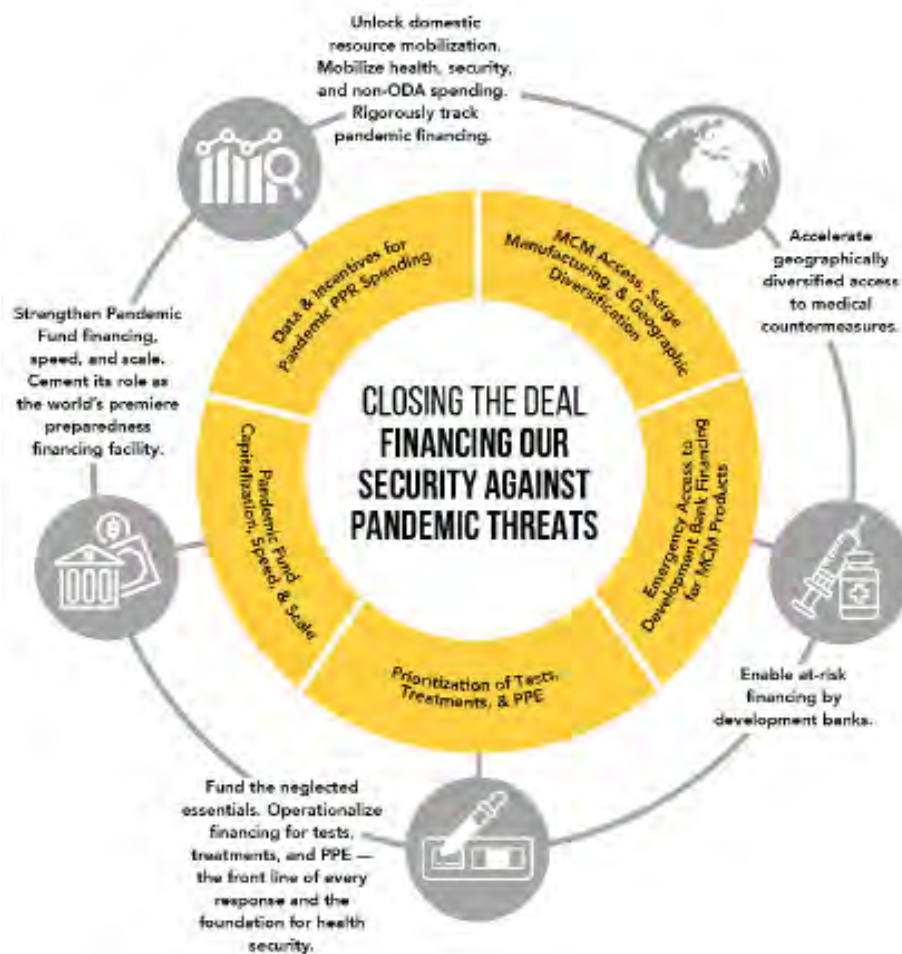 Unlock domestic
resource mobilization.
Mobilize health, security,
and non-ODA spending.
Rigorously track
pandemic financing.
Data & Incentives for
Pandemic PPR Spending
MCM Access, Surge
Manufacturing, & Geographic
Diversification
Accelerate
geographically
diversified access
to medical
countermeasures.
Strengthen Pandemic
Fund financing,
speed, and scale.
Cement its role as
the world's premiere
preparedness
financing facility.
CLOSING THE DEAL
FINANCING OUR
SECURITY AGAINST
PANDEMIC THREATS
Pandemic Fund
Capitalization, Speed, & Scale
Emergency Access to
Development Bank Financing
for MCM Products
Prioritization of Tests,
Treatments, & PPE
Enable at-risk
financing by
development banks.
Fund the neglected
essentials. Operationalize
financing for tests,
treatments, and PPE —
the front line of every
response and the
foundation for health
security.